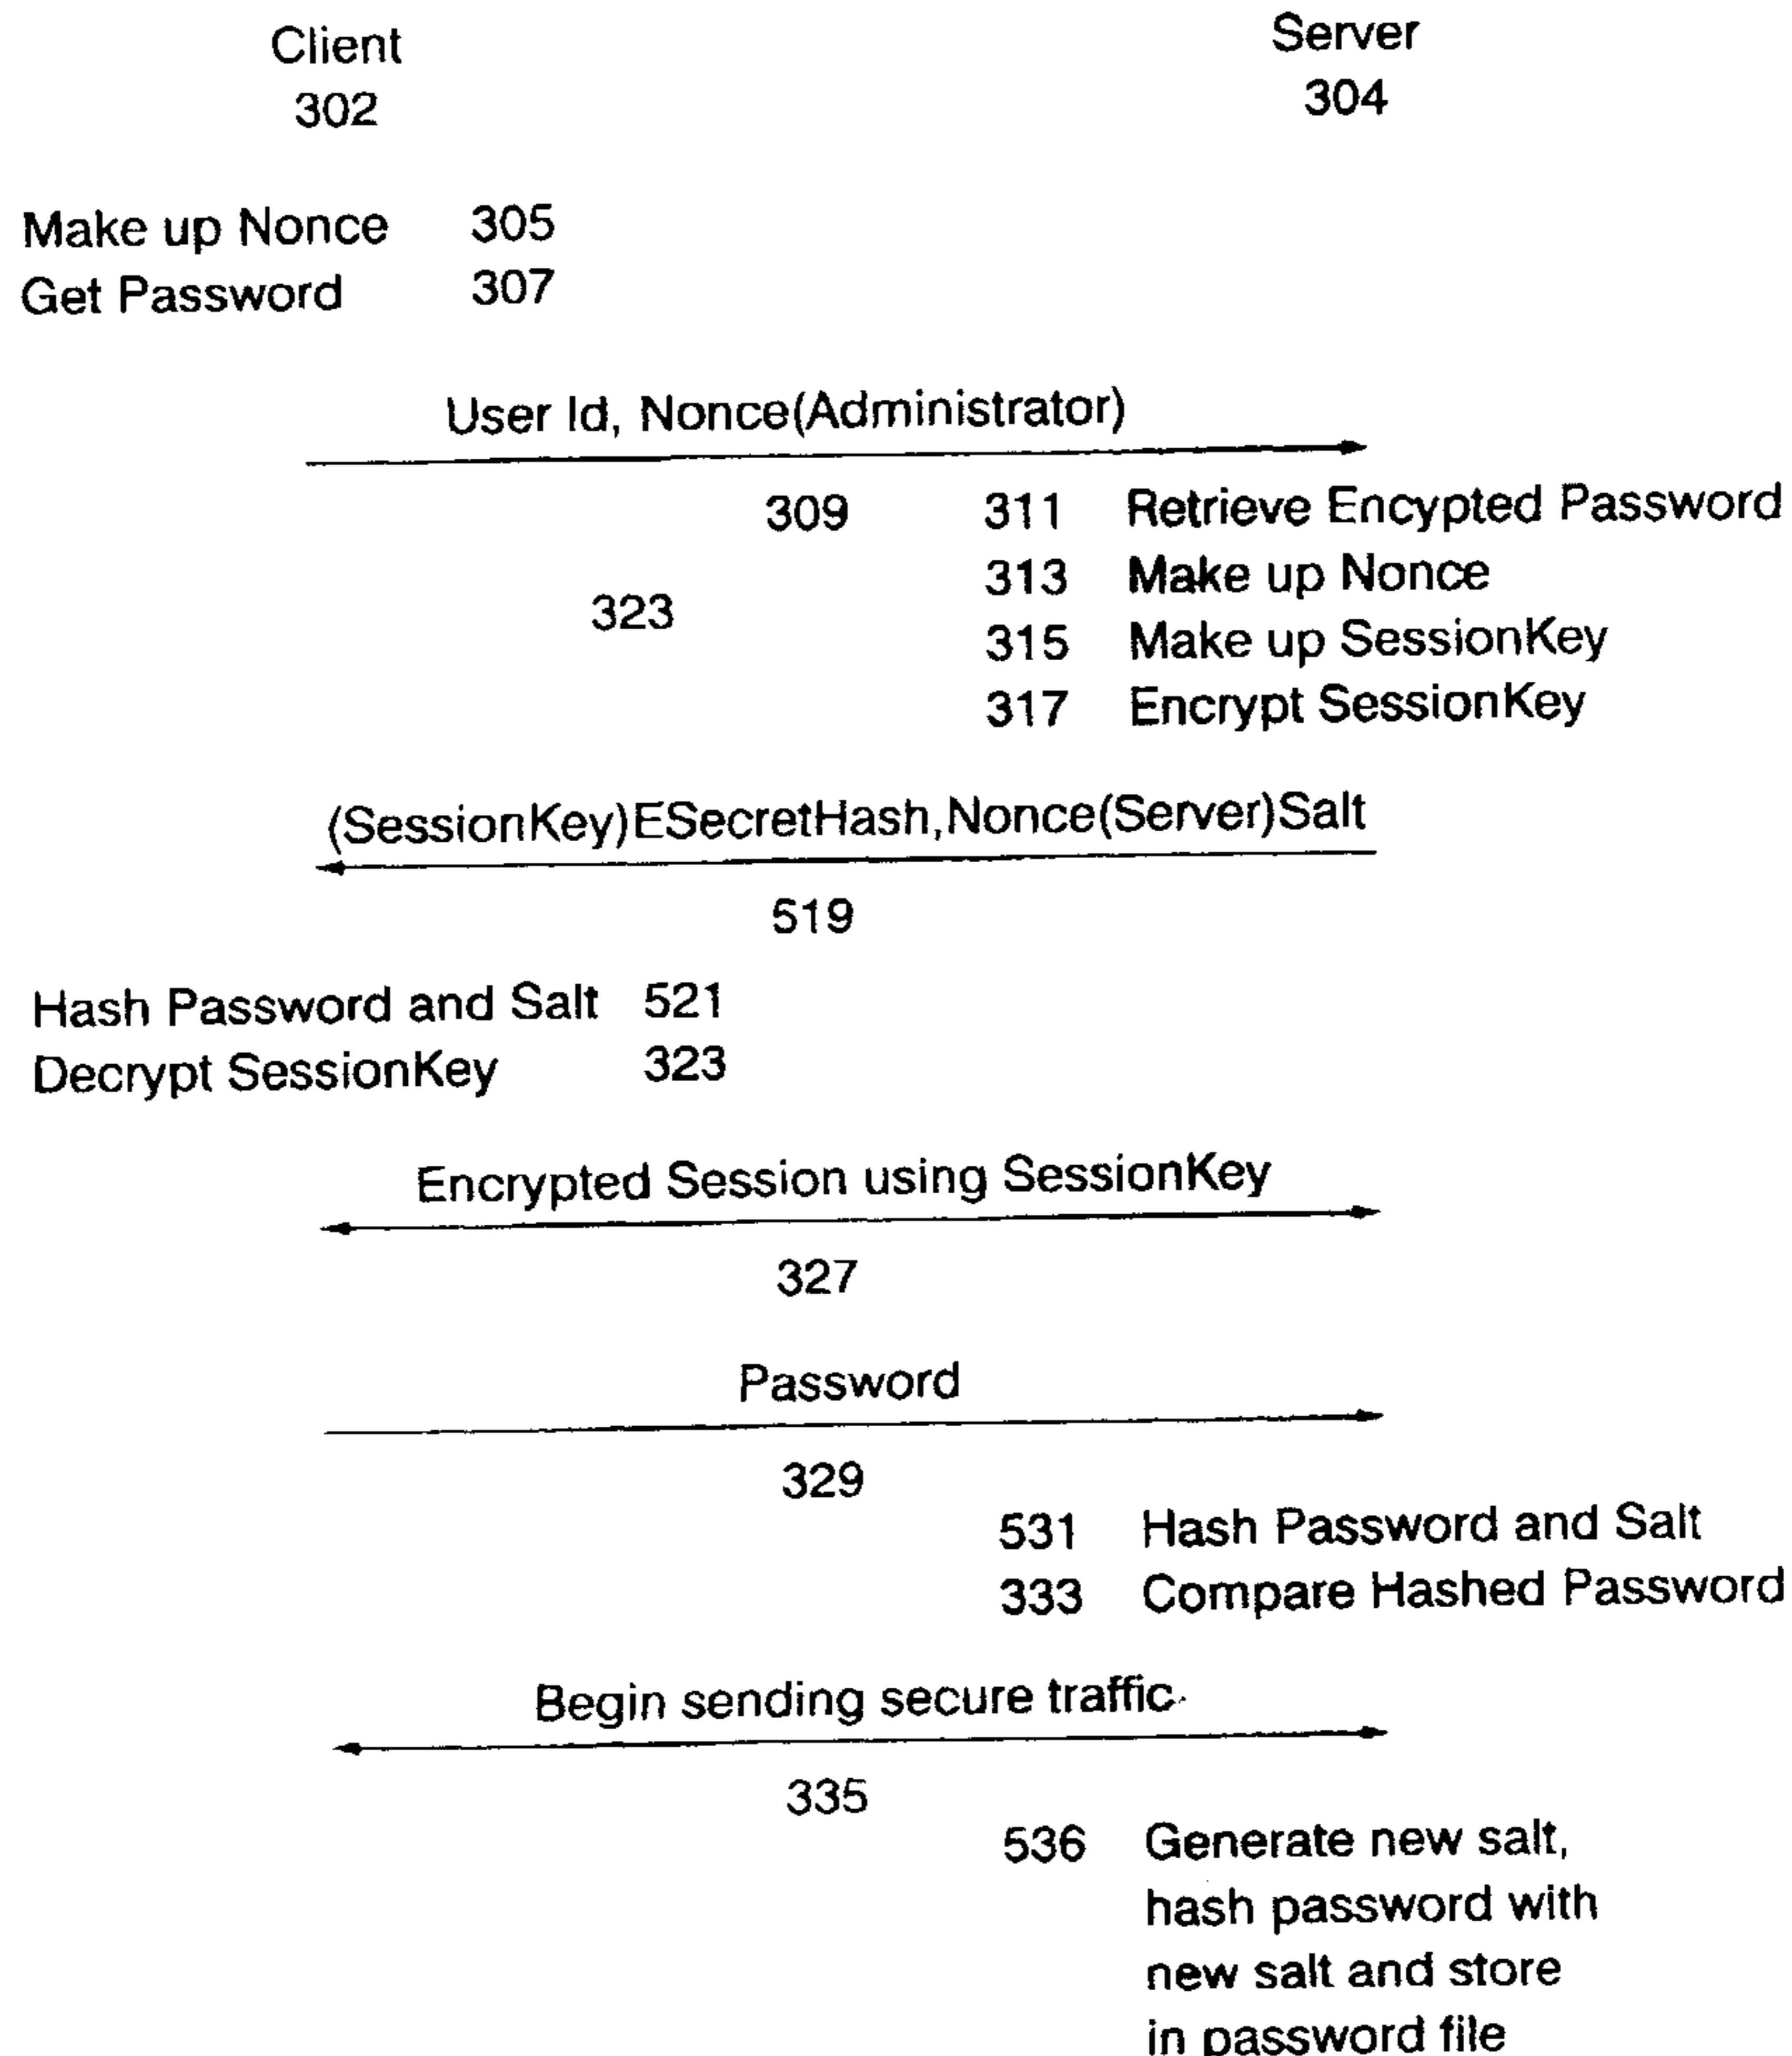 Client
302
Server
304
Make up Nonce 305
Get Password 307
User Id, Nonce(Administrator)
309
311 Retrieve Encypted Password
313 Make up Nonce
323
315 Make up SessionKey
317 Encrypt SessionKey
(SessionKey)ESecretHash,Nonce(Server)Salt
519
Hash Password and Salt 521
Decrypt SessionKey 323
Encrypted Session using SessionKey
327
Password
329
531 Hash Password and Salt
333 Compare Hashed Password
Begin sending secure traffic
335
536 Generate new salt,
hash password with
new salt and store
in password file